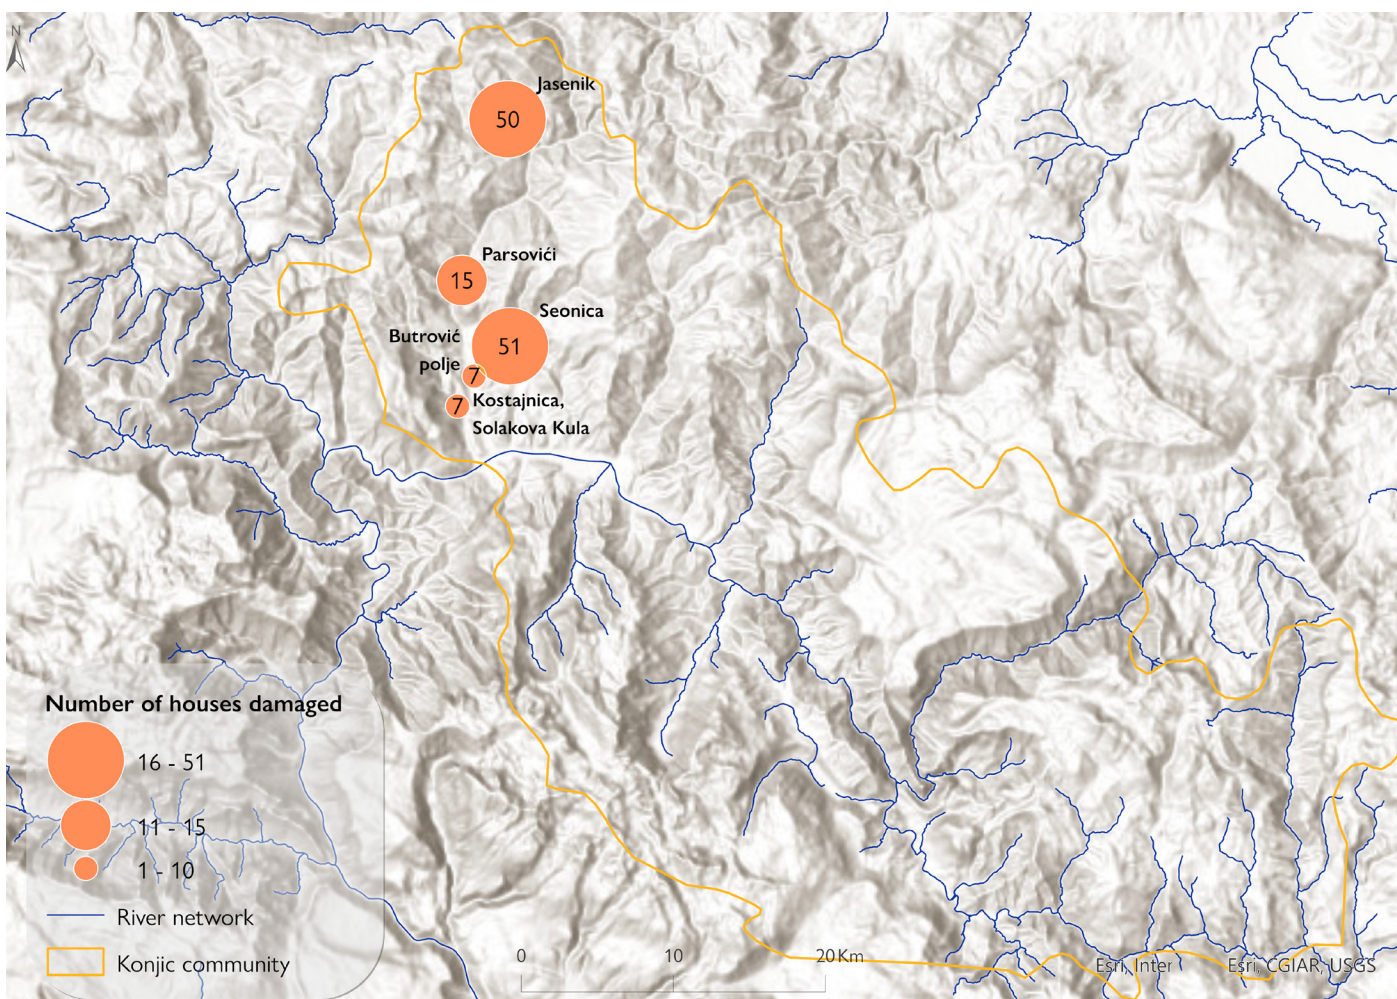 N
Jasenik
50
Parsovići
15
Seonica
51
Butrović
polje
7
7
Kostajnica,
Solakova Kula
Number of houses damaged
16 - 51
11 - 15
1 - 10
River network
Konjic community
0 10 20 Km
Esri, Inter
Esri, CGIAR, USGS